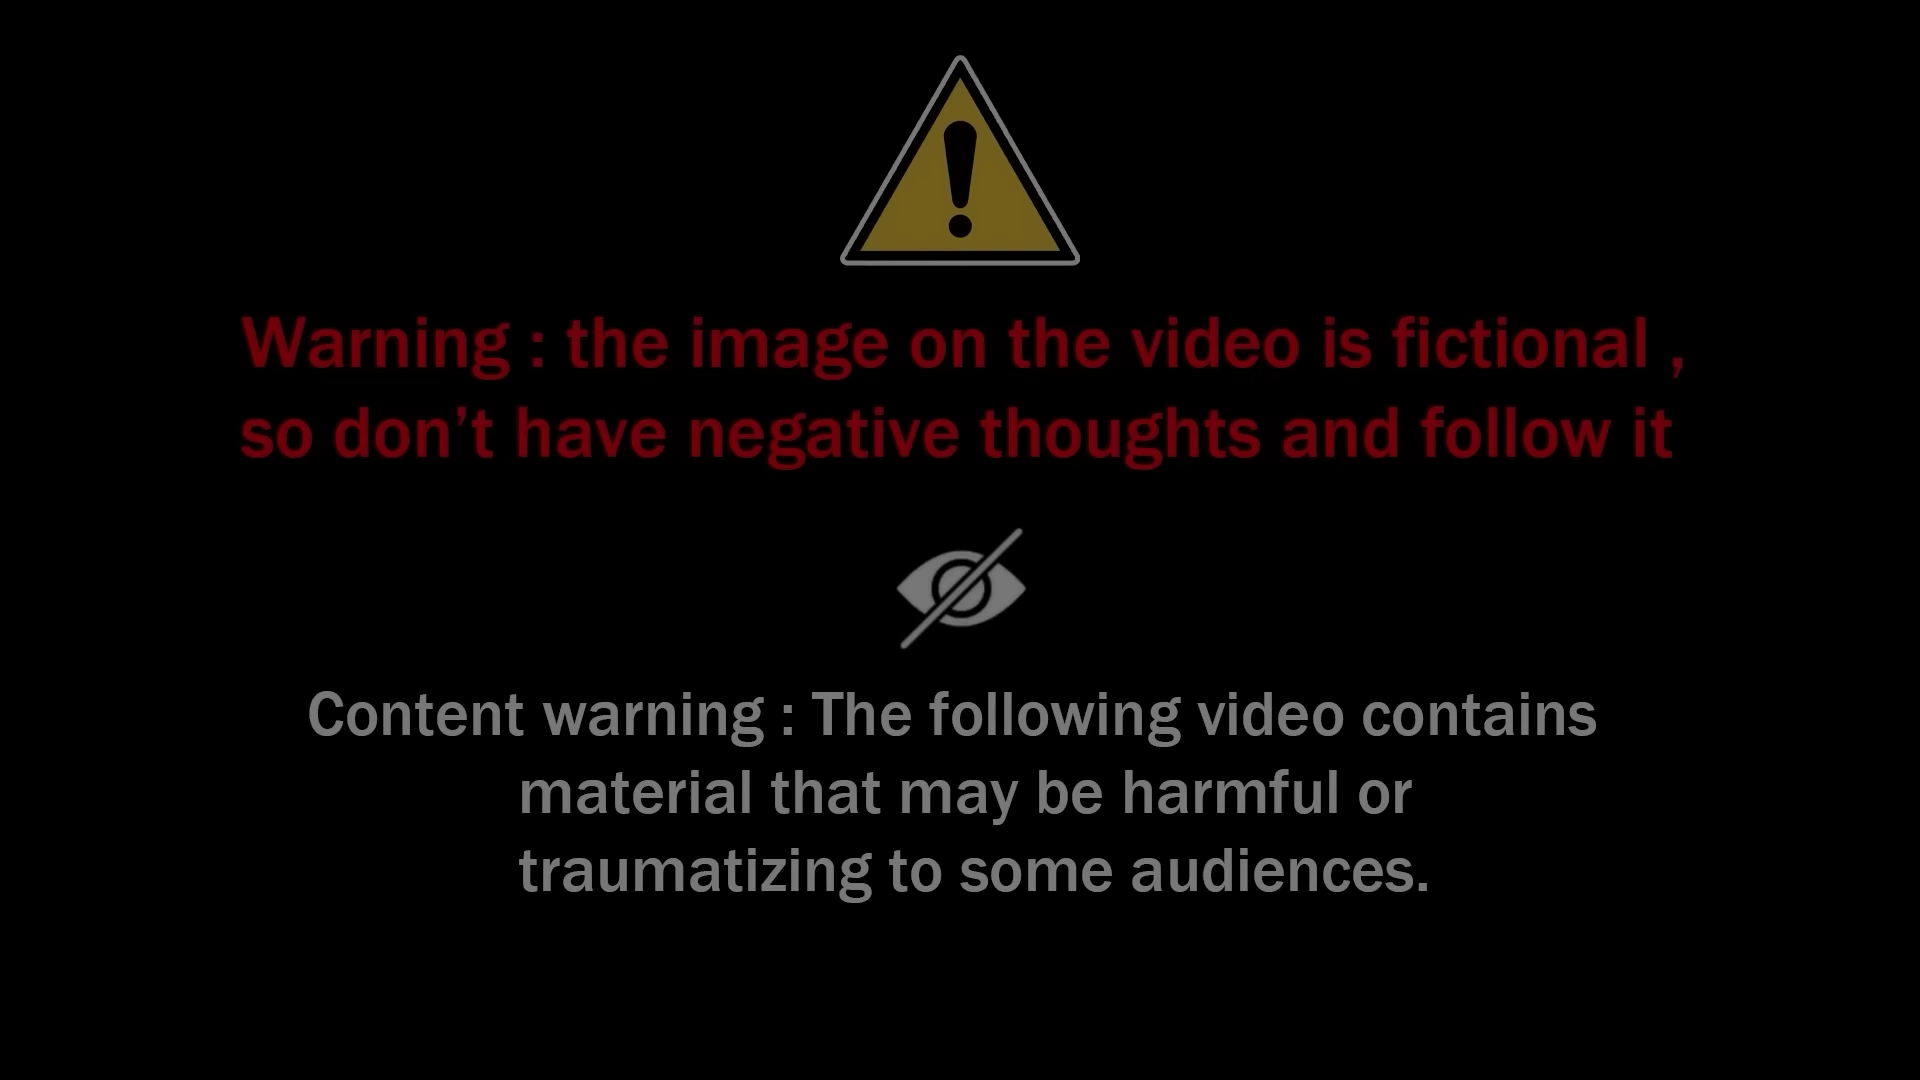 Warning : the image on the video is fictional ,
so don’t have negative thoughts and follow it
Content warning : The following video contains
material that may be harmful or
traumatizing to some audiences.